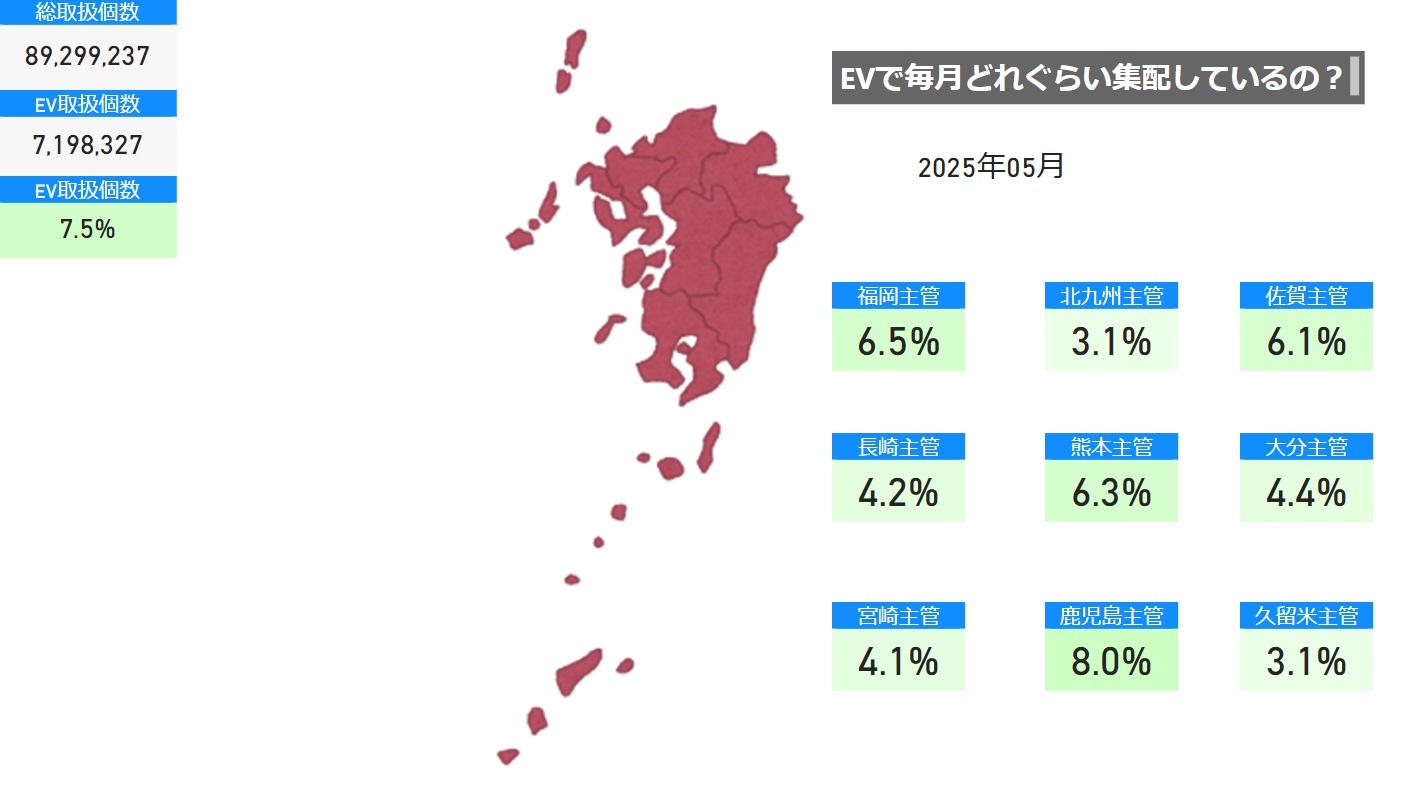 総取扱個数
89,299,237
EV取扱個数
7,198,327
EV取扱個数
7.5%
EVで毎月どれぐらい集配しているの？
2025年05月
福岡主管
6.5%
北九州主管
3.1%
佐賀主管
6.1%
長崎主管
4.2%
熊本主管
6.3%
大分主管
4.4%
宮崎主管
4.1%
鹿児島主管
8.0%
久留米主管
3.1%